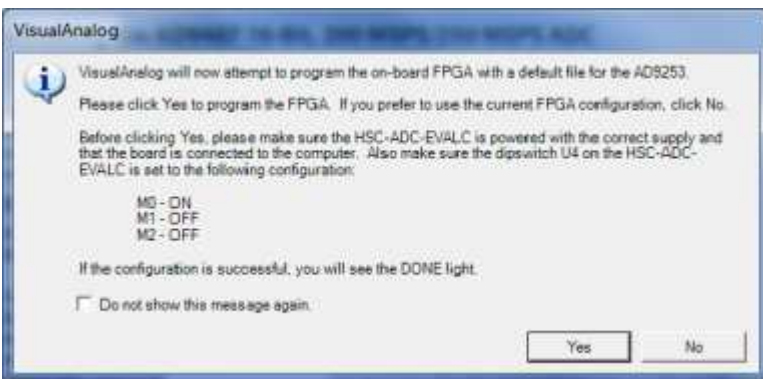 VisualAnalog
VisualAnalog will now attempt to program the on-board FPGA with a default file for the AD9253.
Please click Yes to program the FPGA. If you prefer to use the current FPGA configuration, click No.
Before clicking Yes, please make sure the HSC-ADC-EVALC is powered with the correct supply and
that the board is connected to the computer. Also make sure the dipswitch U4 on the HSC-ADC-
EVALC is set to the following configuration:
M0 - ON
M1 - OFF
M2 - OFF
If the configuration is successful, you will see the DONE light.
Do not show this message again.
Yes No